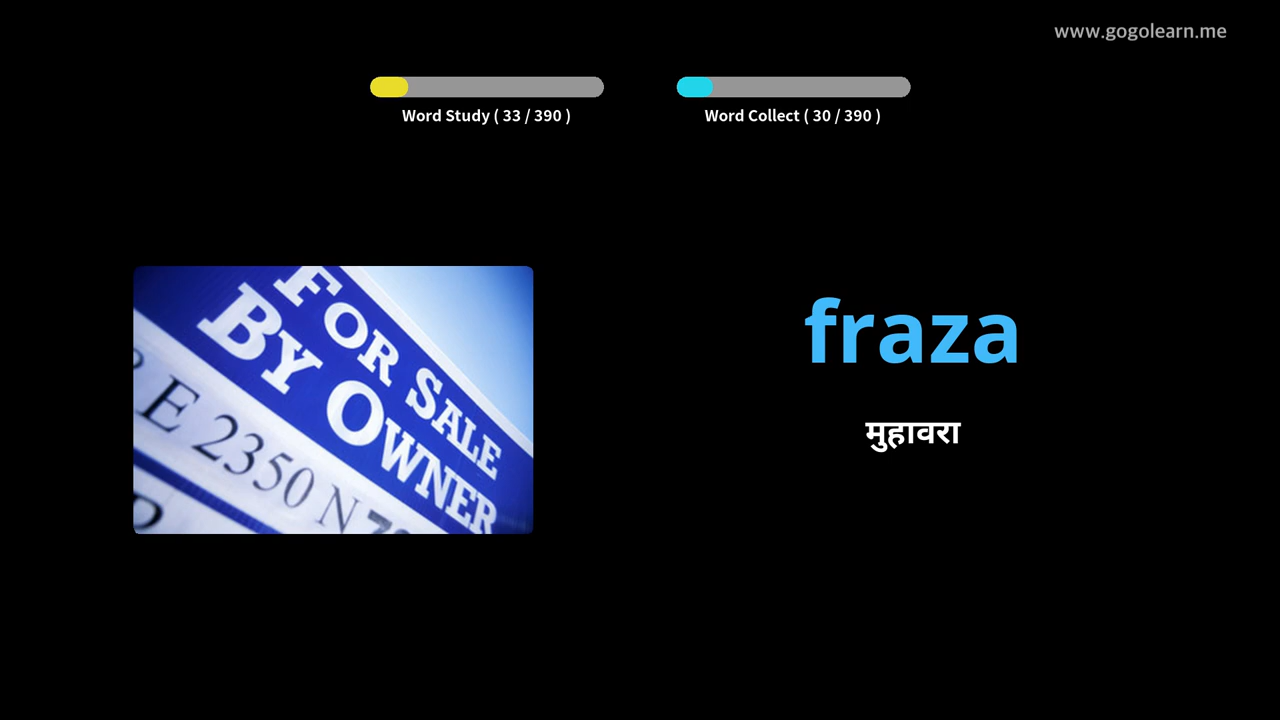 www.gogolearn.me
Word Study ( 33 / 390 )
Word Collect ( 30 / 390 )
FOR SALE
BY OWNER
E 2350 N
fraza
मुहावरा